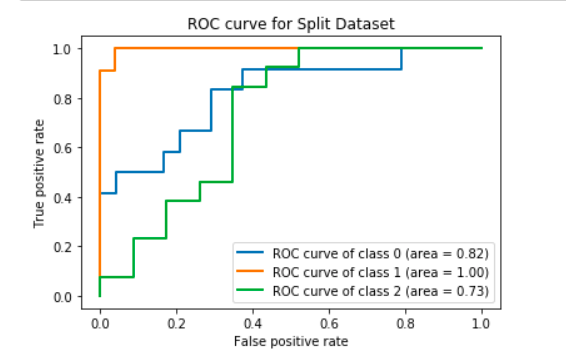 ROC curve for Split Dataset
1.0
0.8
0.6
0.4
0.2
0.0
True positive rate
ROC curve of class 0 (area = 0.82)
ROC curve of class 1 (area = 1.00)
ROC curve of class 2 (area = 0.73)
0.0 0.2 0.4 0.6 0.8 1.0
False positive rate